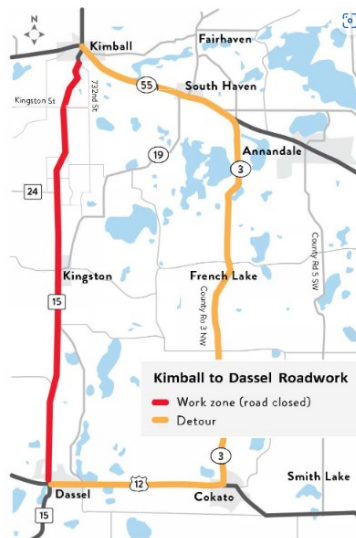 N
Kimball
Fairhaven
732nd St
55
South Haven
Kingston St
19
Annandale
3
24
County Rd 5 SW
Kingston
French Lake
15
County Rd 3 NW
Kimball to Dassel Roadwork
Work zone (road closed)
Detour
3
Smith Lake
12
Dassel
Cokato
15